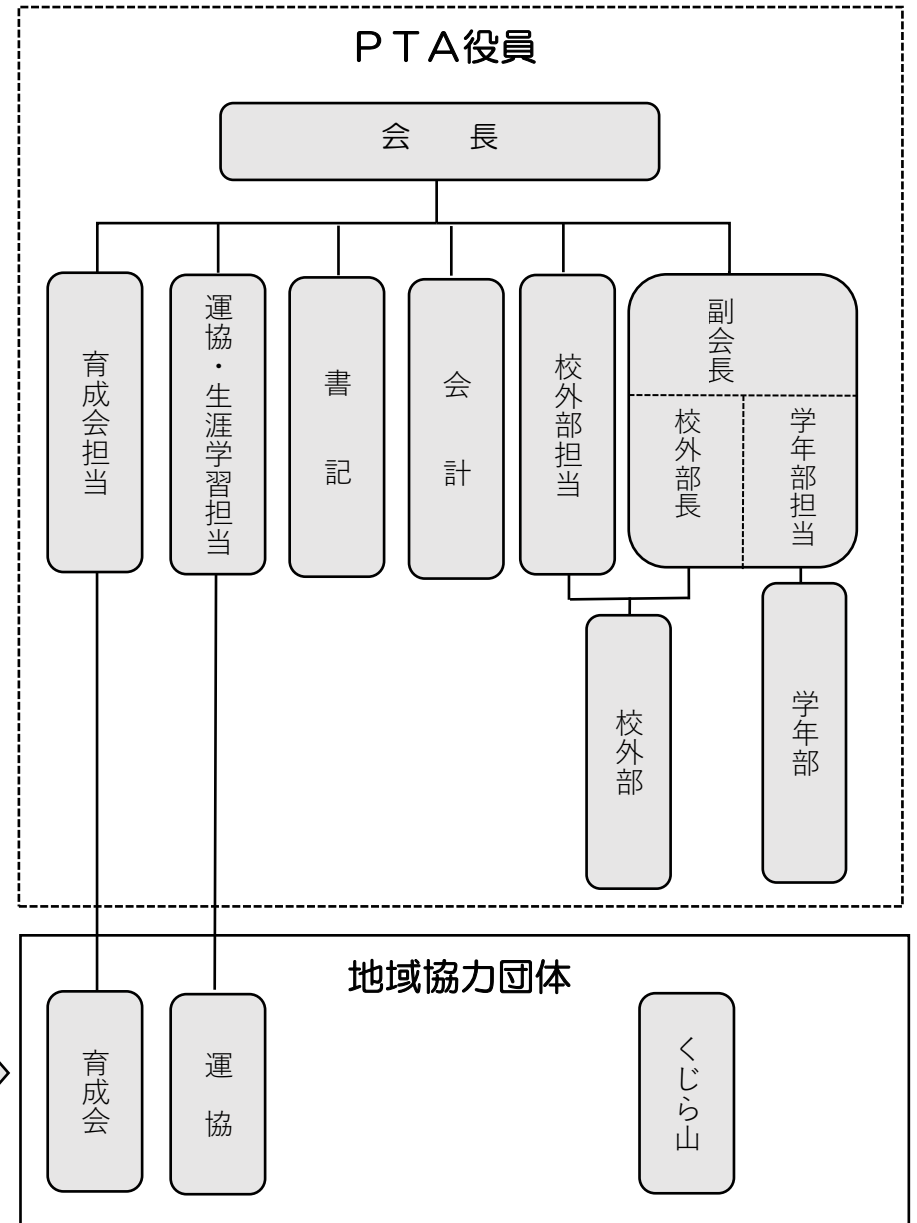 PTA役員
会長
育成会担当
運協・生涯学習担当
書記
会計
校外部担当
副会長
校外部長
学年部担当
校外部
学年部
地域協力団体
育成会
運協
くじら山